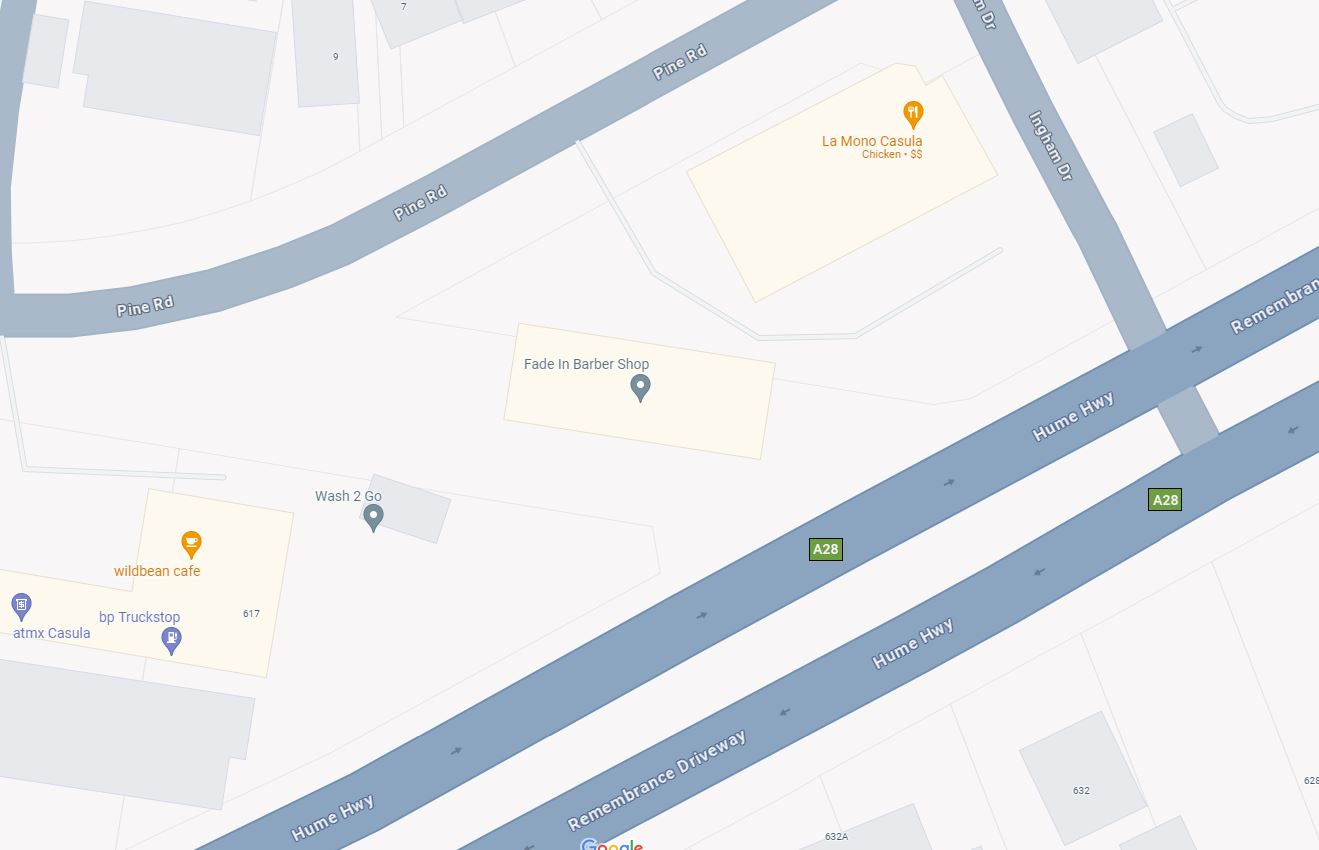 7
9
Pine Rd
m Dr
La Mono Casula
Chicken • $$
Ingham Dr
Pine Rd
Pine Rd
Remembran
Fade In Barber Shop
Hume Hwy
Wash 2 Go
A28
A28
wildbean cafe
617
bp Truckstop
atmx Casula
Hume Hwy
Remembrance Driveway
Hume Hwy
632
628
632A
Google